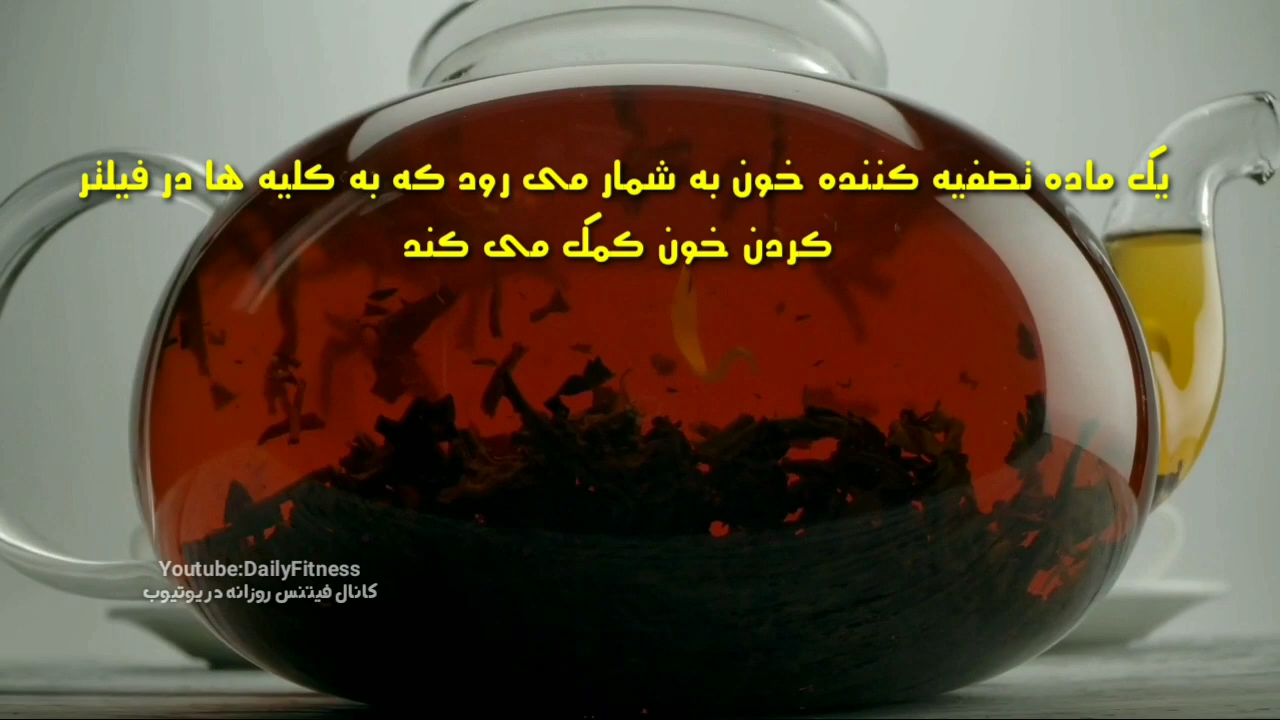 یک ماده تصفیه کننده خون به شمار می رود که به کلیه ها در فیلتر
کردن خون کمک می کند
Youtube:DailyFitness
کانال فیتنس روزانه در یوتیوب